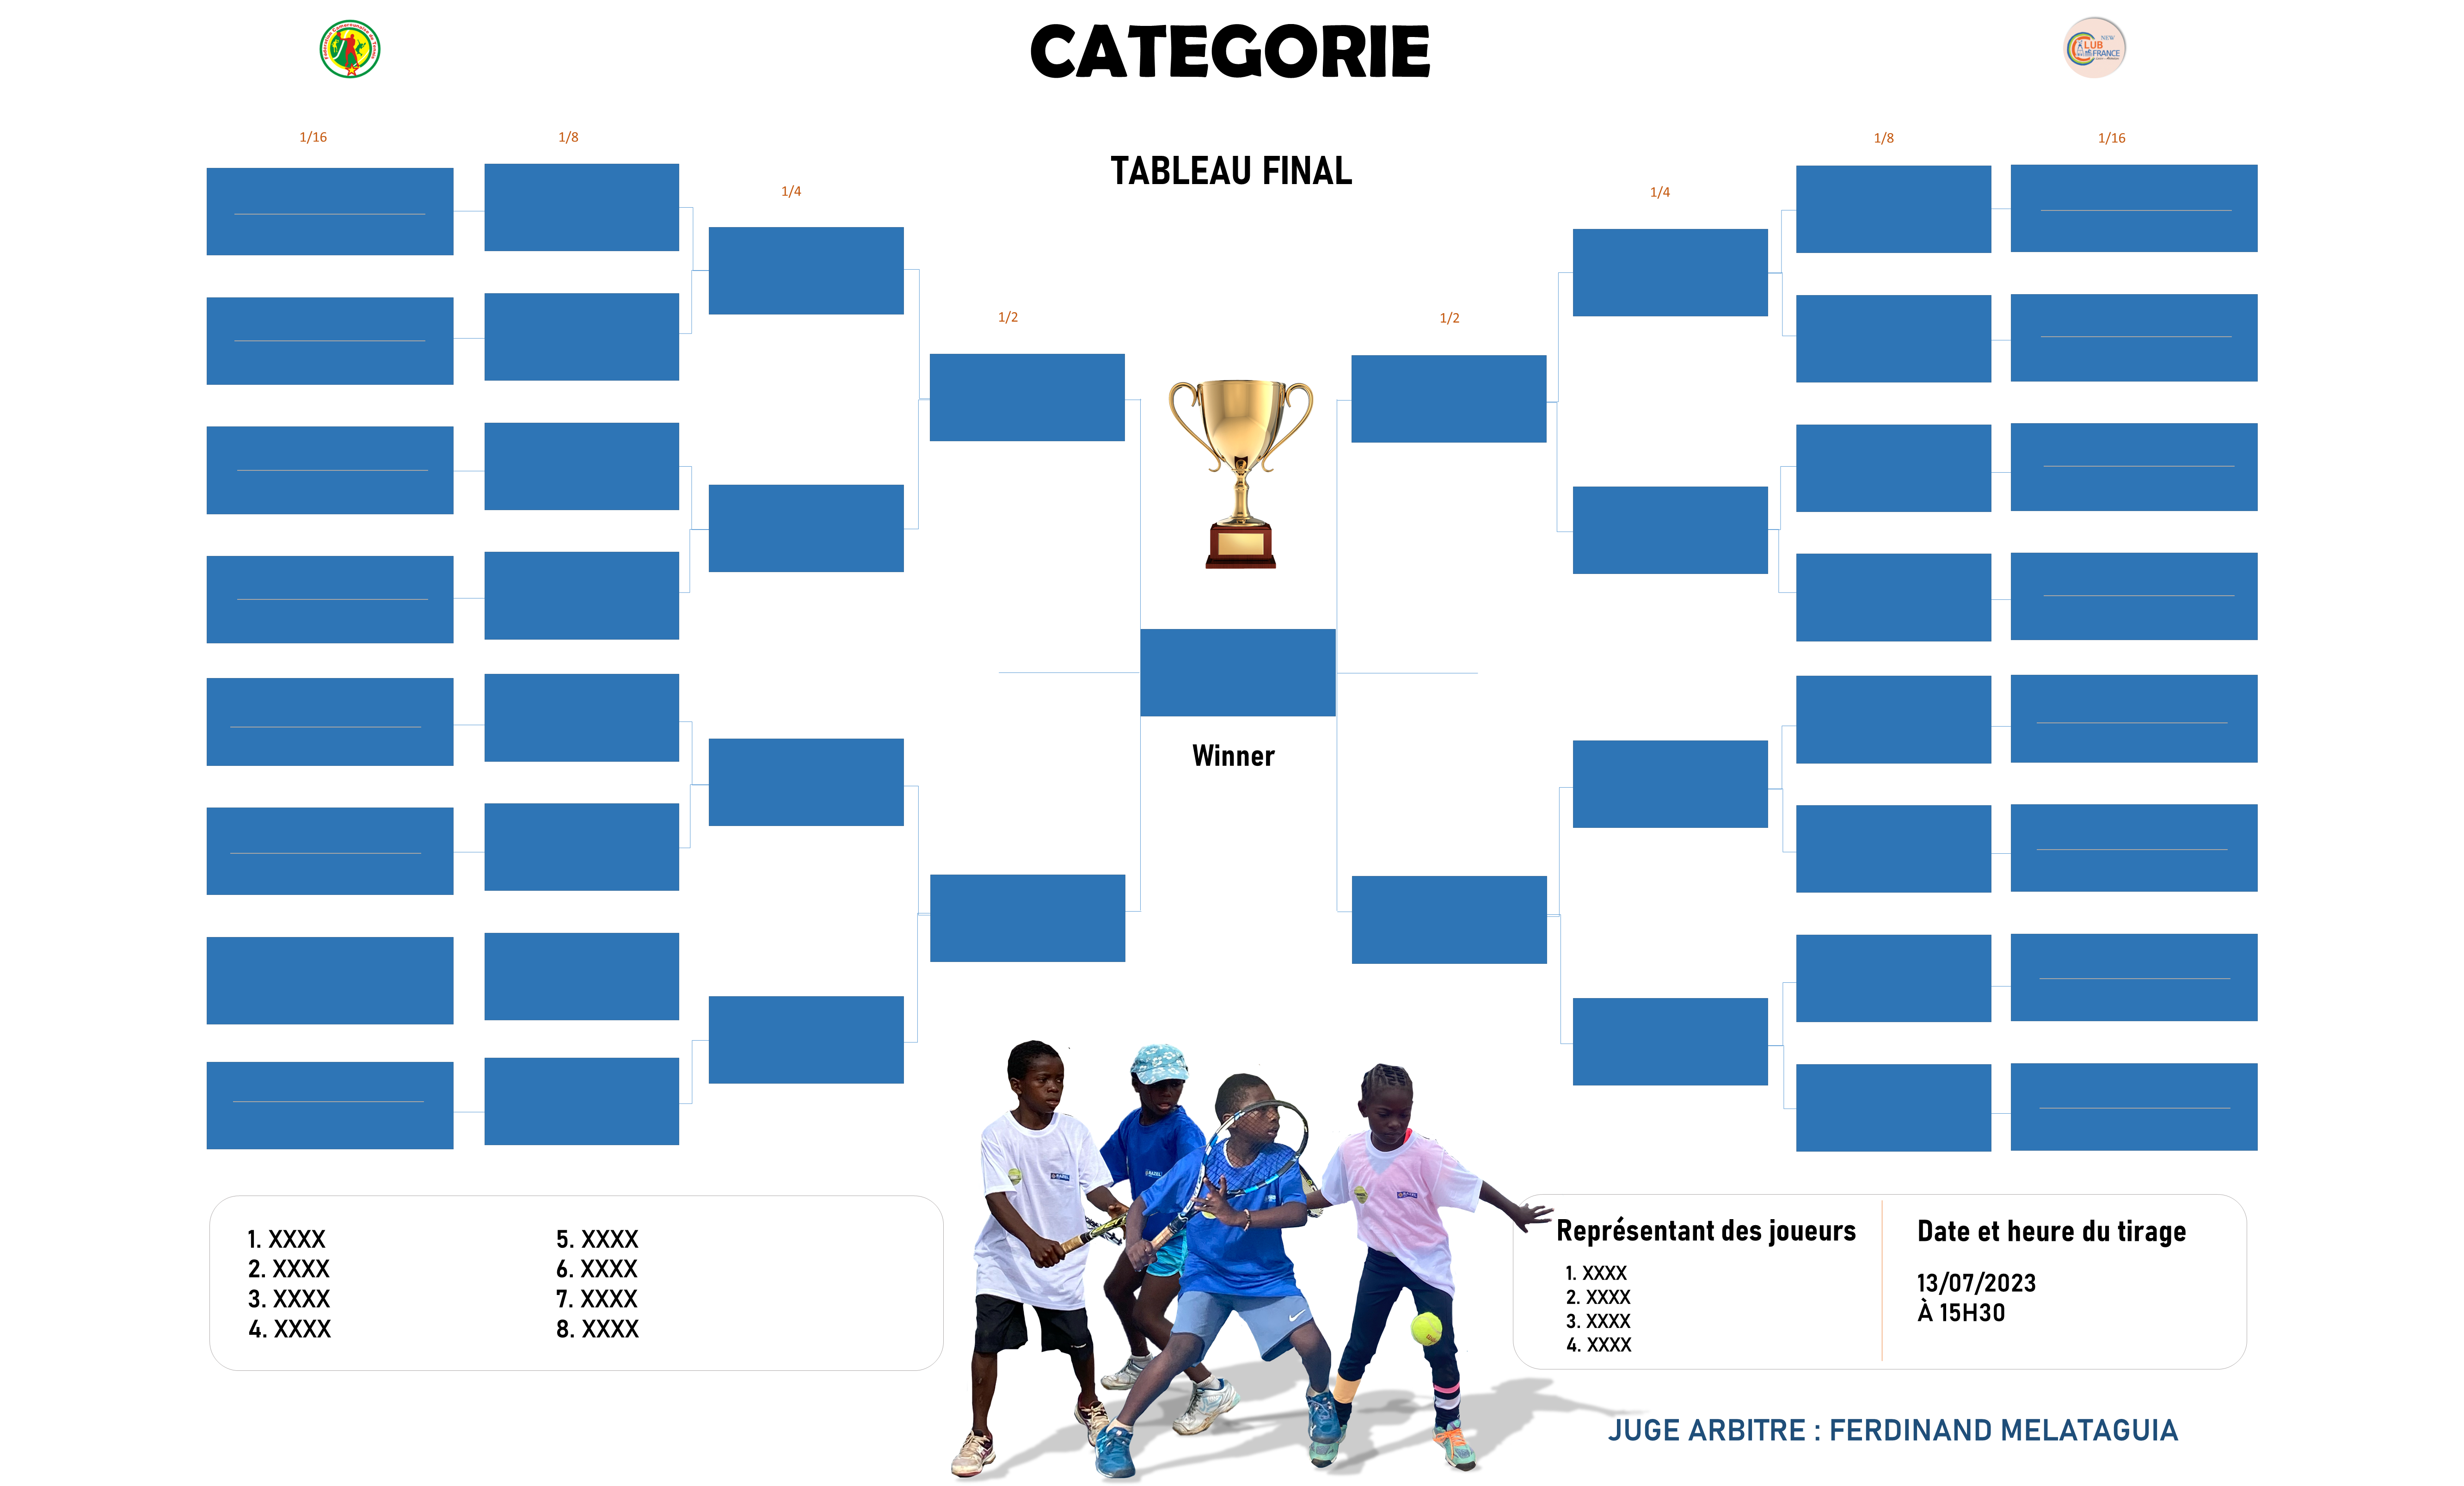 CATEGORIE
NEW
CLUB
FRANCE
1/16
1/8
1/8
1/16
TABLEAU FINAL
1/4
1/4
1/2
1/2
Winner
1. XXXX
2. XXXX
3. XXXX
4. XXXX
5. XXXX
6. XXXX
7. XXXX
8. XXXX
Représentant des joueurs
1. XXXX
2. XXXX
3. XXXX
4. XXXX
Date et heure du tirage
13/07/2023
À 15H30
JUGE ARBITRE : FERDINAND MELATAGUIA